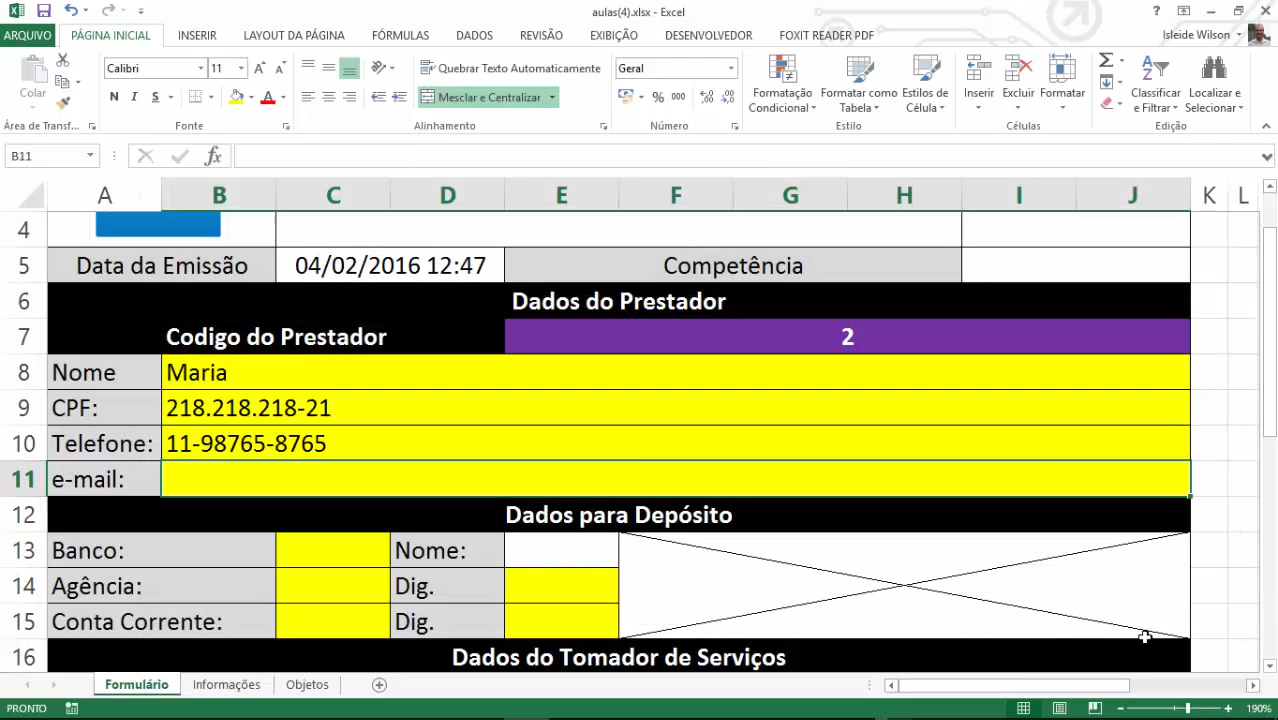 aulas(4).xlsx - Excel
ARQUIVO PÁGINA INICIAL INSERIR LAYOUT DA PÁGINA FÓRMULAS DADOS REVISÃO EXIBIÇÃO DESENVOLVEDOR FOXIT READER PDF Isleide Wilson
Colar
Área de Transf...
Calibri 11
N I S
Fonte
Quebrar Texto Automaticamente
Mesclar e Centralizar
Alinhamento
Geral
% 000
Número
Formatação Condicional
Formatar como Tabela
Estilos de Célula
Estilo
Inserir Excluir Formatar
Células
Classificar e Filtrar
Localizar e Selecionar
Edição
B11 fx
A B C D E F G H I J K L
4
5 Data da Emissão 04/02/2016 12:47 Competência
6 Dados do Prestador
7 Codigo do Prestador 2
8 Nome Maria
9 CPF: 218.218.218-21
10 Telefone: 11-98765-8765
11 e-mail:
12 Dados para Depósito
13 Banco: Nome:
14 Agência: Dig.
15 Conta Corrente: Dig.
16 Dados do Tomador de Serviços
Formulário Informações Objetos
PRONTO 190%